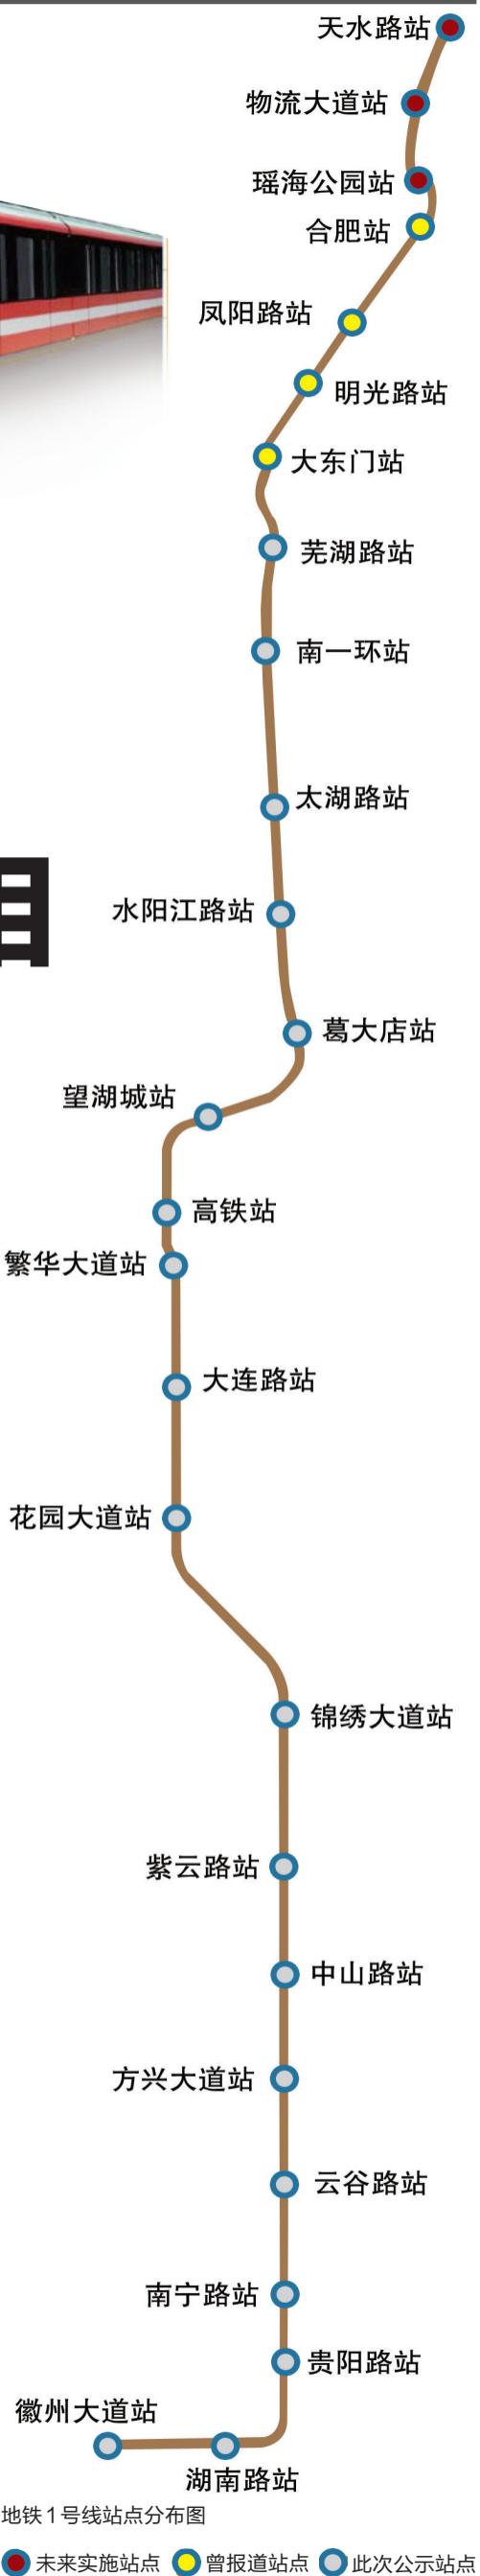 天水路站
物流大道站
瑶海公园站
合肥站
凤阳路站
明光路站
大东门站
芜湖路站
南一环站
太湖路站
水阳江路站
葛大店站
望湖城站
高铁站
繁华大道站
大连路站
花园大道站
锦绣大道站
紫云路站
中山路站
方兴大道站
云谷路站
南宁路站
贵阳路站
徽州大道站
湖南路站
地铁1号线站点分布图
未来实施站点 曾报道站点 此次公示站点